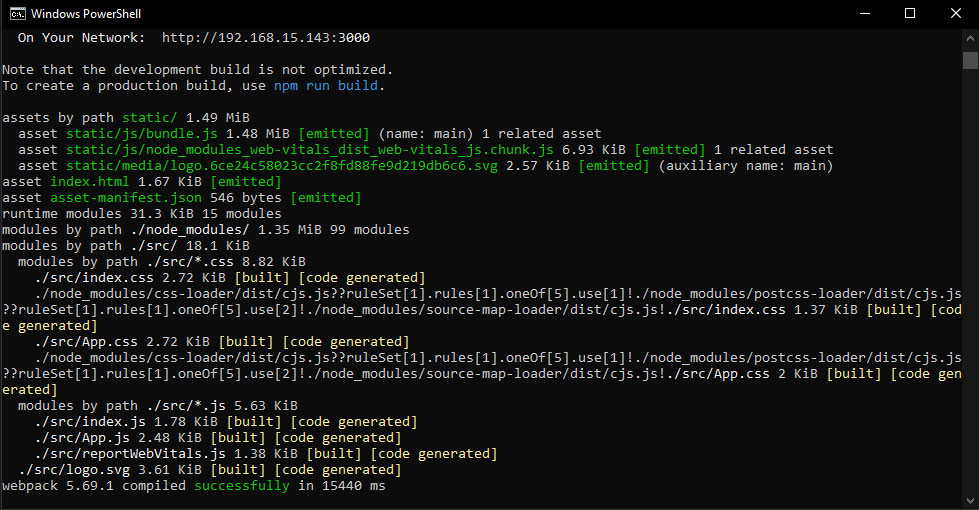 Windows PowerShell
On Your Network:  http://192.168.15.143:3000
Note that the development build is not optimized.
To create a production build, use npm run build.
assets by path static/ 1.49 MiB
asset static/js/bundle.js 1.48 MiB [emitted] (name: main) 1 related asset
asset static/js/node_modules_web-vitals_dist_web-vitals_js.chunk.js 6.93 KiB [emitted] 1 related asset
asset static/media/logo.6ce24c58023cc2f8fd88fe9d219db6c6.svg 2.57 KiB [emitted] (auxiliary name: main)
asset index.html 1.67 KiB [emitted]
asset asset-manifest.json 546 bytes [emitted]
runtime modules 31.3 KiB 15 modules
modules by path ./node_modules/ 1.35 MiB 99 modules
modules by path ./src/ 18.1 KiB
modules by path ./src/*.css 8.82 KiB
./src/index.css 2.72 KiB [built] [code generated]
./node_modules/css-loader/dist/cjs.js??ruleSet[1].rules[1].oneOf[5].use[1]!./node_modules/postcss-loader/dist/cjs.js
??ruleSet[1].rules[1].oneOf[5].use[2]!./node_modules/source-map-loader/dist/cjs.js!./src/index.css 1.37 KiB [built] [cod
e generated]
./src/App.css 2.72 KiB [built] [code generated]
./node_modules/css-loader/dist/cjs.js??ruleSet[1].rules[1].oneOf[5].use[1]!./node_modules/postcss-loader/dist/cjs.js
??ruleSet[1].rules[1].oneOf[5].use[2]!./node_modules/source-map-loader/dist/cjs.js!./src/App.css 2 KiB [built] [code gen
erated]
modules by path ./src/*.js 5.63 KiB
./src/index.js 1.78 KiB [built] [code generated]
./src/App.js 2.48 KiB [built] [code generated]
./src/reportWebVitals.js 1.38 KiB [built] [code generated]
./src/logo.svg 3.61 KiB [built] [code generated]
webpack 5.69.1 compiled successfully in 15440 ms